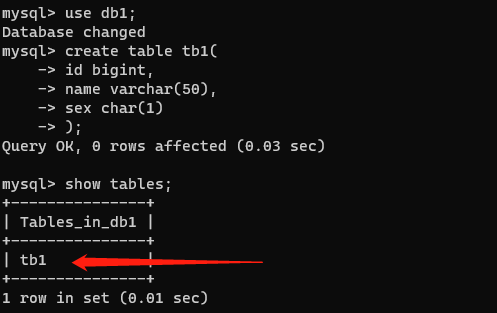 mysql> use db1;
Database changed
mysql> create table tb1(
    -> id bigint,
    -> name varchar(50),
    -> sex char(1)
    -> );
Query OK, 0 rows affected (0.03 sec)

mysql> show tables;
+---------------+
| Tables_in_db1 |
+---------------+
| tb1           |
+---------------+
1 row in set (0.01 sec)